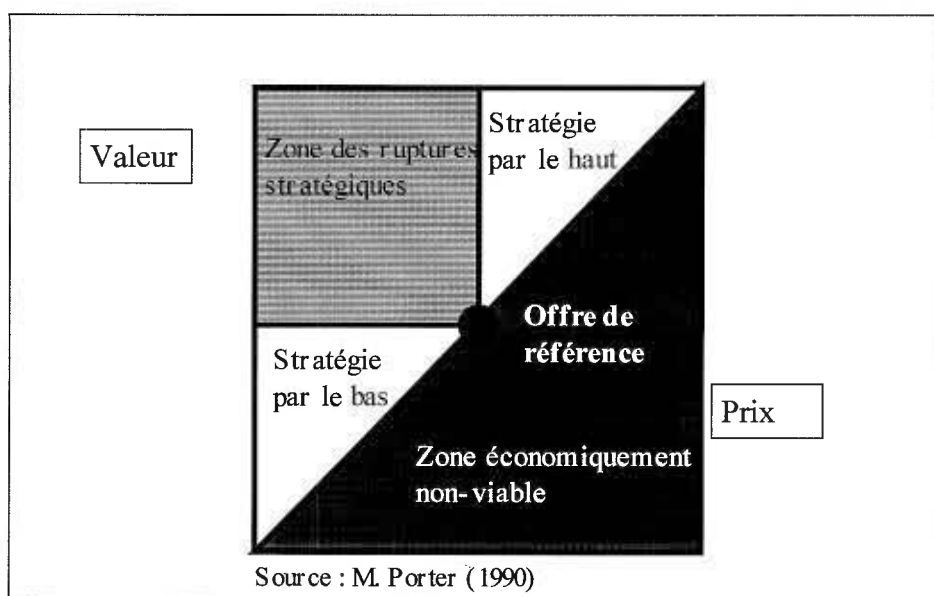 Valeur
Zone des ruptures
stratégiques
Stratégie
par le haut
Offre de
référence
Stratégie
par le bas
Prix
Zone économiquement
non-viable
Source : M. Porter (1990)